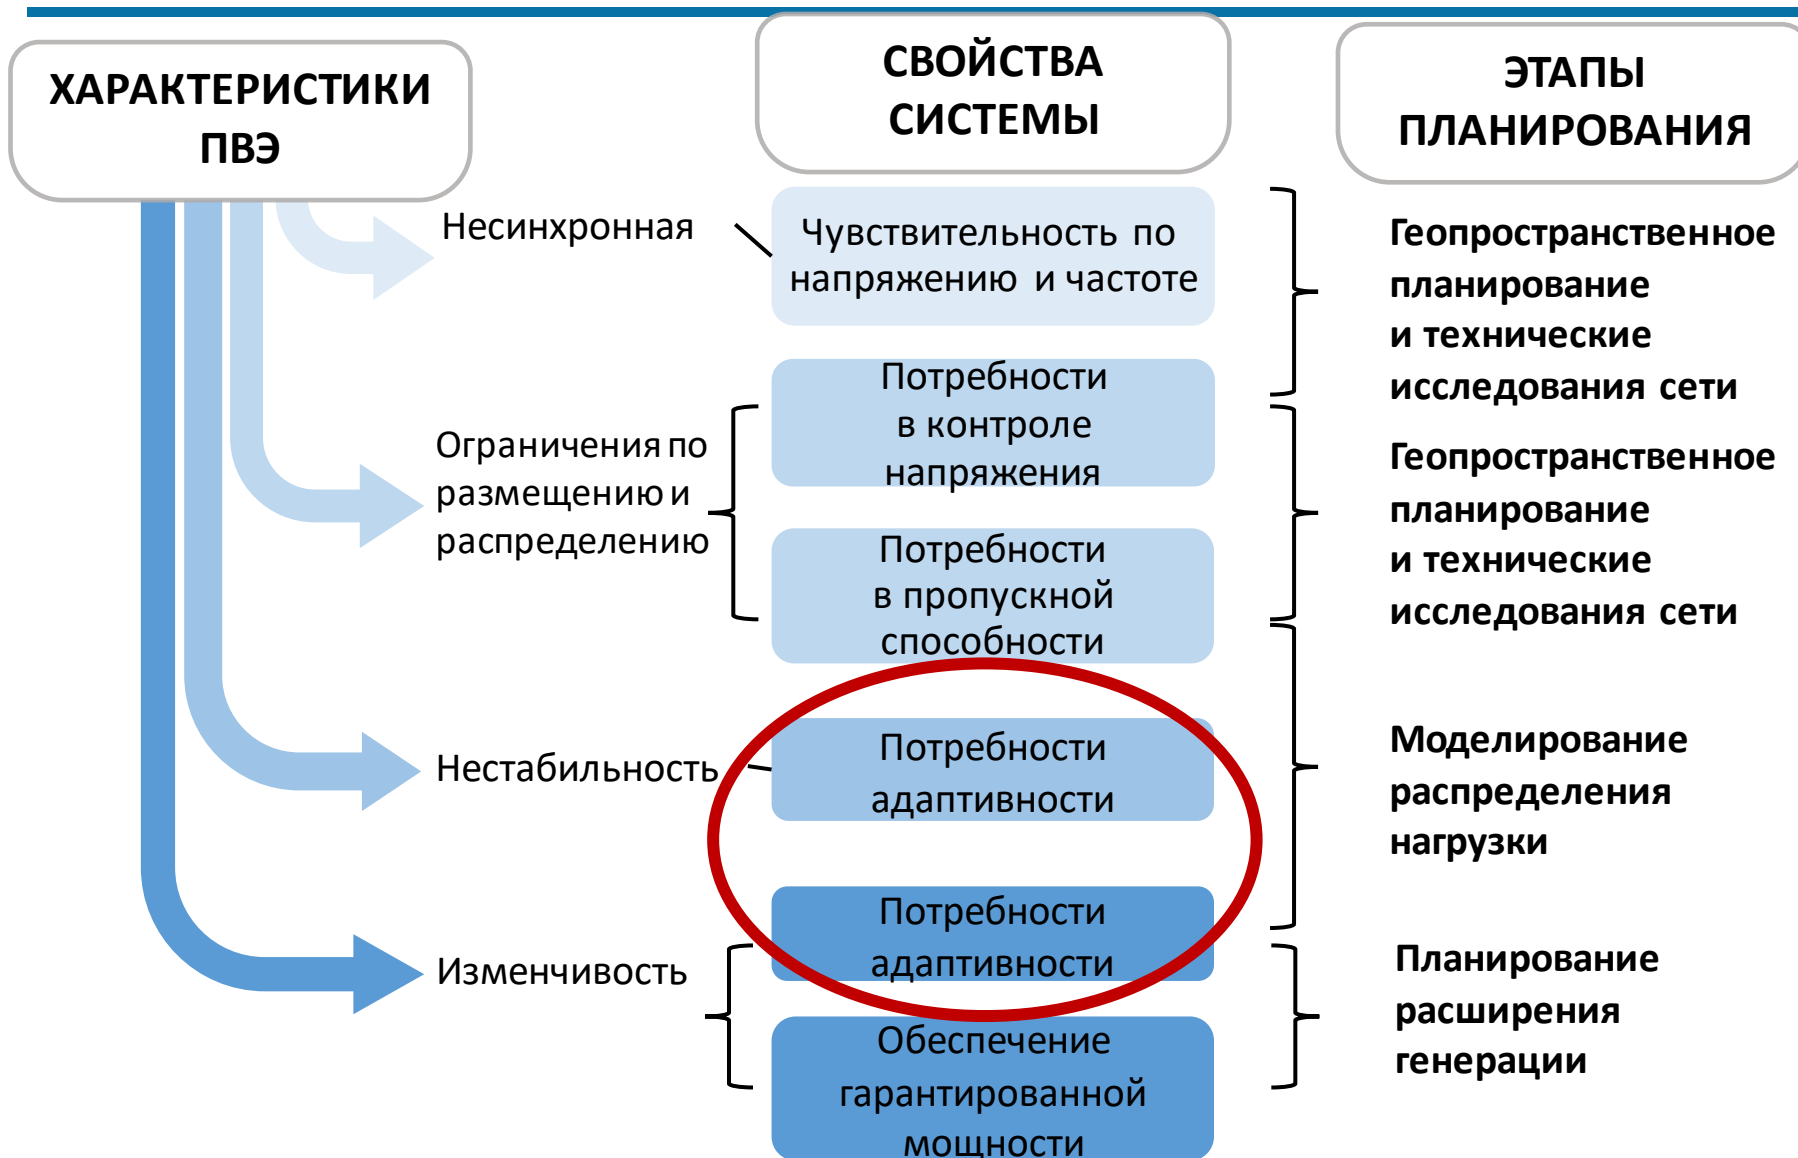 ХАРАКТЕРИСТИКИ
ПВЭ
СВОЙСТВА
СИСТЕМЫ
ЭТАПЫ
ПЛАНИРОВАНИЯ
Несинхронная
Чувствительность по
напряжению и частоте
Геопространственное
планирование
и технические
исследования сети
Ограничения по
размещению и
распределению
Потребности
в контроле
напряжения
Потребности
в пропускной
способности
Геопространственное
планирование
и технические
исследования сети
Нестабильность
Потребности
адаптивности
Моделирование
распределения
нагрузки
Изменчивость
Потребности
адаптивности
Обеспечение
гарантированной
мощности
Планирование
расширения
генерации